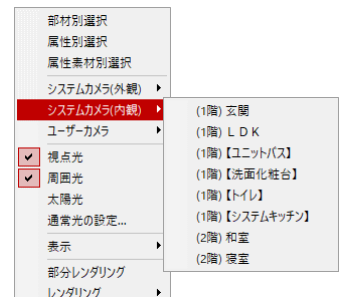 部材別選択
属性別選択
属性素材別選択
システムカメラ(外観)
システムカメラ(内観)
ユーザーカメラ
視点光
周囲光
太陽光
通常光の設定...
表示
部分レンダリング
レンダリング
(1階) 玄関
(1階) ＬＤＫ
(1階)【ユニットバス】
(1階)【洗面化粧台】
(1階)【トイレ】
(1階)【システムキッチン】
(2階) 和室
(2階) 寝室